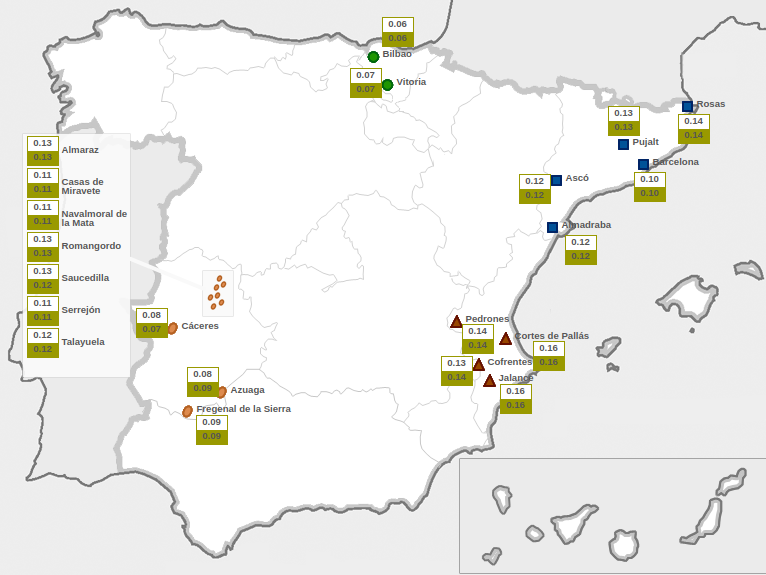 0.06
0.06
Bilbao
0.07
0.07
Vitoria
0.13
0.13
Pujalt
Rosas
0.14
0.14
Barcelona
0.10
0.10
0.12
0.12
Ascó
Almadraba
0.12
0.12
0.13
0.13
Almaraz
0.11
0.11
Casas de
Miravete
0.11
0.11
Navalmoral de
la Mata
0.13
0.13
Romangordo
0.13
0.12
Saucedilla
0.11
0.11
Serrejón
0.12
0.12
Talayuela
0.08
0.07
Cáceres
Pedrones
0.14
0.14
Cortes de Pallás
0.16
0.16
0.13
0.14
Cofrentes
Jalance
0.16
0.16
0.08
0.09
Azuaga
Fregenal de la Sierra
0.09
0.09